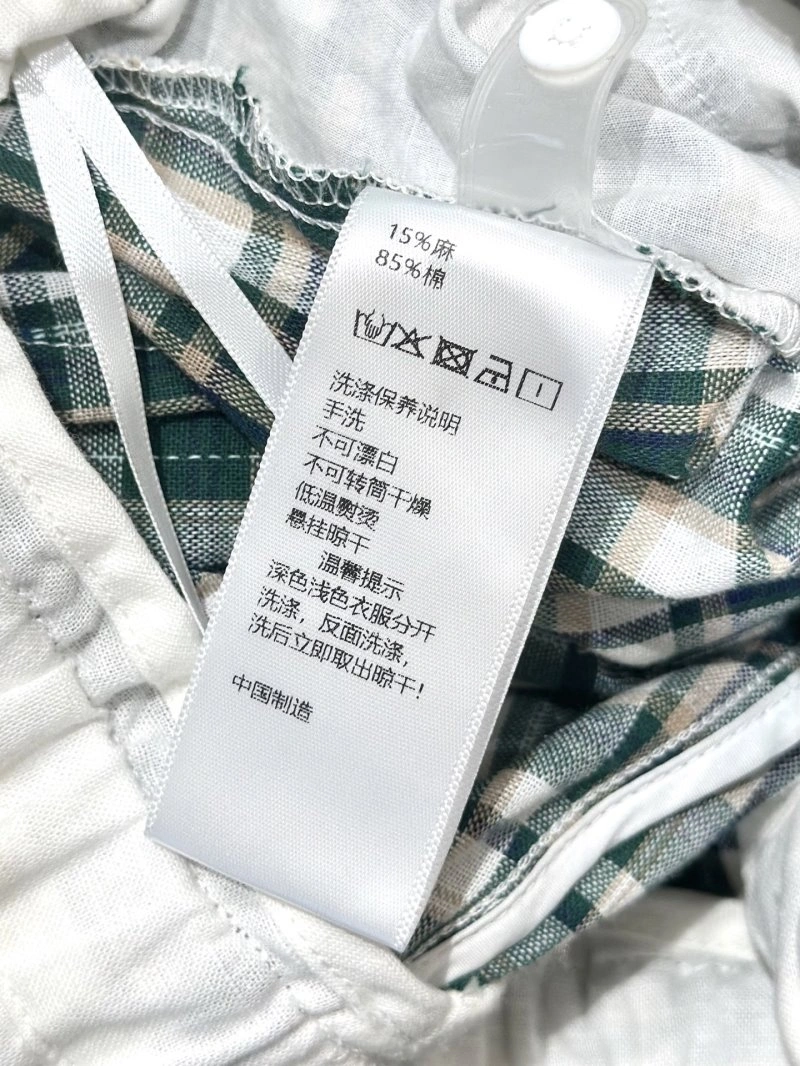 15%麻
85%棉
洗涤保养说明
手洗
不可漂白
不可转筒干燥
低温熨烫
悬挂晾干
温馨提示
深色浅色衣服分开
洗涤，反面洗涤，
洗后立即取出晾干！
中国制造